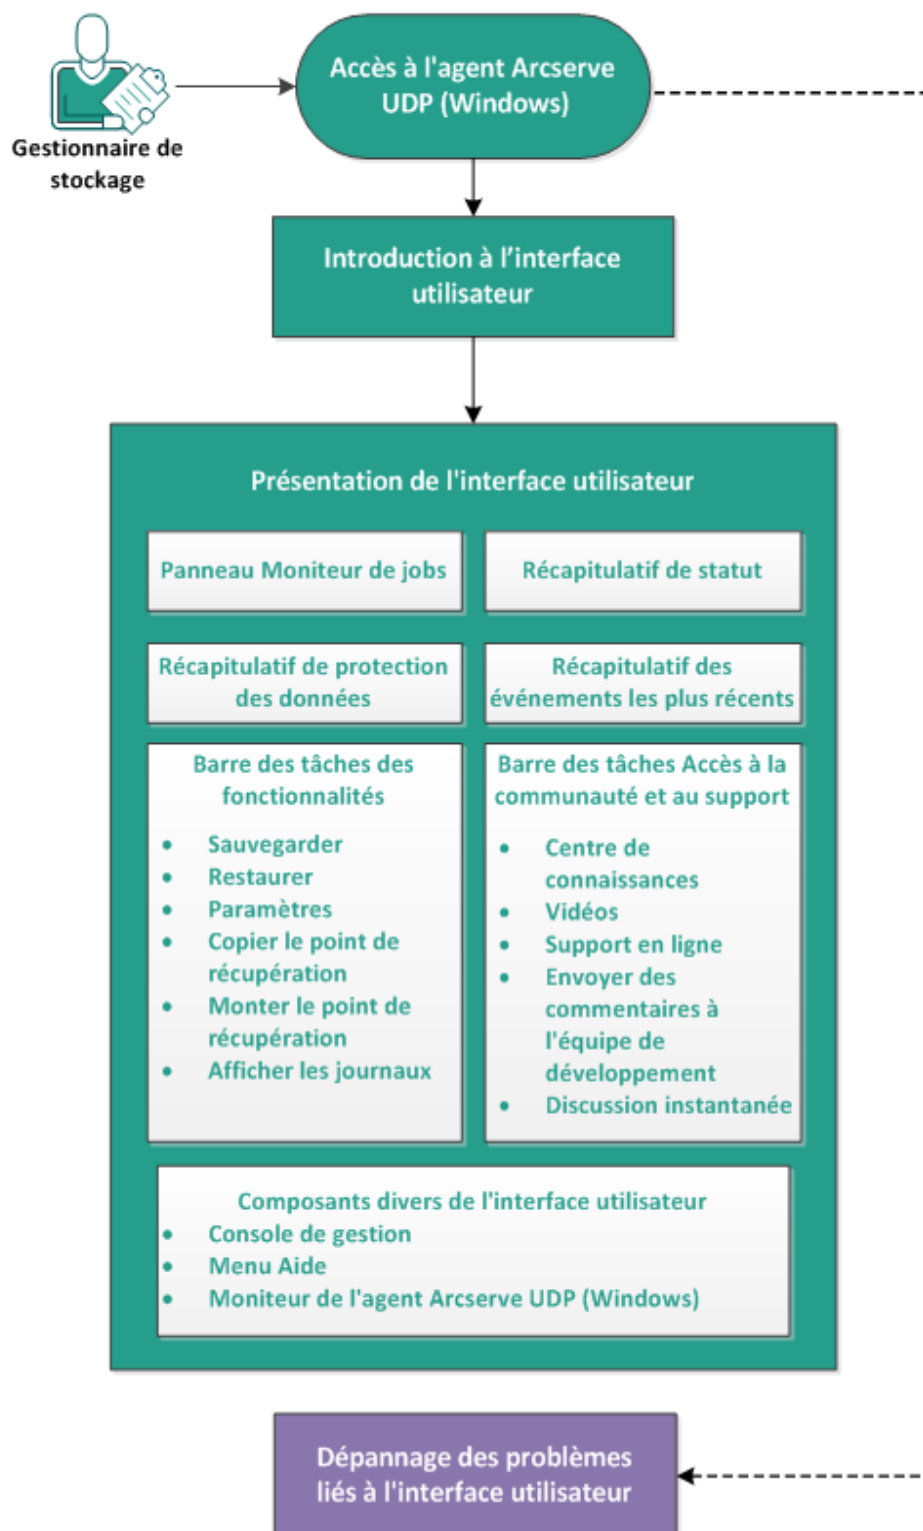 Gestionnaire de
stockage
Accès à l'agent Arcserve
UDP (Windows)
Introduction à l’interface
utilisateur
Présentation de l'interface utilisateur
Panneau Moniteur de jobs
Récapitulatif de statut
Récapitulatif de protection
des données
Récapitulatif des
événements les plus récents
Barre des tâches des
fonctionnalités
• Sauvegarder
• Restaurer
• Paramètres
• Copier le point de
récupération
• Monter le point de
récupération
• Afficher les journaux
Barre des tâches Accès à la
communauté et au support
• Centre de
connaissances
• Vidéos
• Support en ligne
• Envoyer des
commentaires à
l'équipe de
développement
• Discussion instantanée
Composants divers de l'interface utilisateur
• Console de gestion
• Menu Aide
• Moniteur de l'agent Arcserve UDP (Windows)
Dépannage des problèmes
liés à l'interface utilisateur